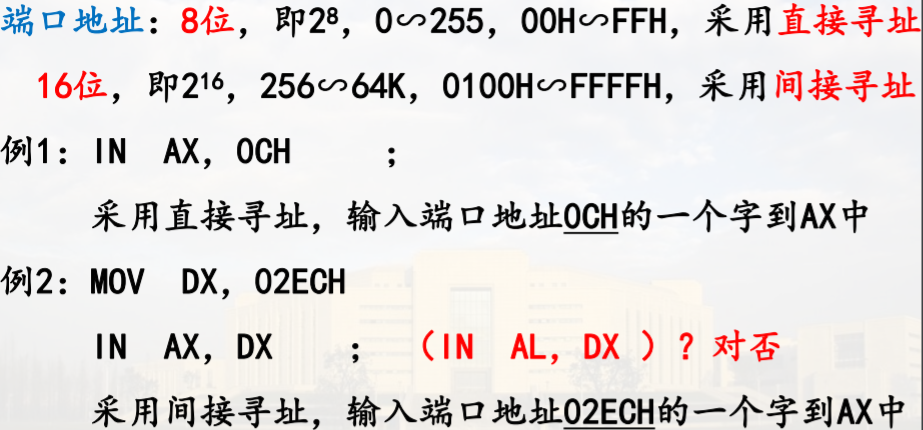 端口地址：8位，即2⁸，0∽255，00H∽FFH，采用直接寻址
16位，即2¹⁶，256∽64K，0100H∽FFFFH，采用间接寻址
例1：IN AX，0CH ；
采用直接寻址，输入端口地址0CH的一个字到AX中
例2：MOV DX，02ECH
IN AX，DX ；（IN AL，DX ）？对否
采用间接寻址，输入端口地址02ECH的一个字到AX中